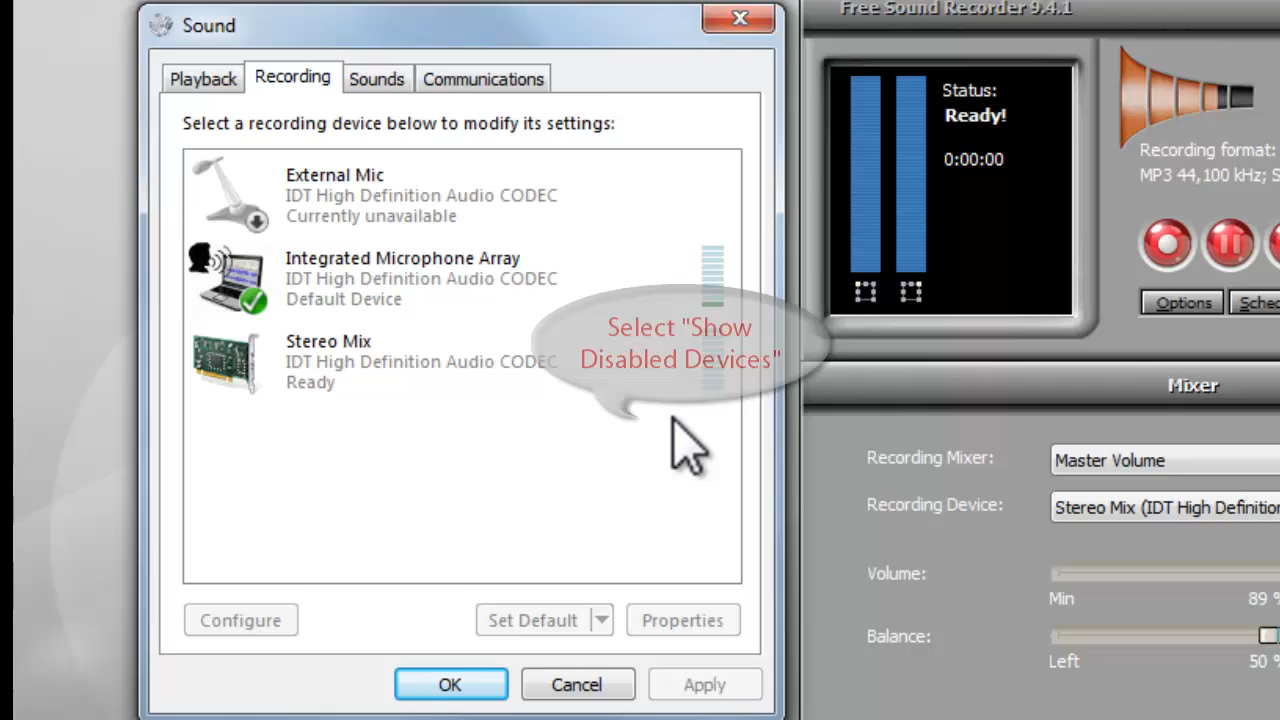 Sound
Playback
Recording
Sounds
Communications
Select a recording device below to modify its settings:
External Mic
IDT High Definition Audio CODEC
Currently unavailable
Integrated Microphone Array
IDT High Definition Audio CODEC
Default Device
Stereo Mix
IDT High Definition Audio CODEC
Ready
Select "Show
Disabled Devices"
Configure
Set Default
Properties
OK
Cancel
Apply
Free Sound Recorder 9.4.1
Status:
Ready!
0:00:00
Recording format:
MP3 44,100 kHz; S
Options
Sched
Mixer
Recording Mixer:
Master Volume
Recording Device:
Stereo Mix (IDT High Definition
Volume:
Min
89 %
Balance:
Left
50 %